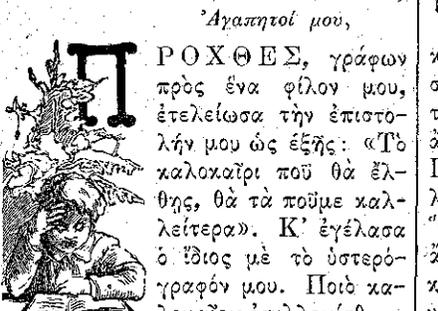 Ἀγαπητοί μου,
ΠΡΟΧΘΕΣ, γράφων
πρὸς ἕνα φίλον μου,
ἐτελείωσα τὴν ἐπιστο-
λήν μου ὡς ἑξῆς : «Τὸ
καλοκαῖρι ποῦ θὰ ἔλ-
θῃς, θὰ τὰ ποῦμε καλ-
λείτερα». Κ’ ἐγέλασα
ὁ ἴδιος μὲ τὸ ὑστερό-
γραφόν μου. Ποιὸ κα-